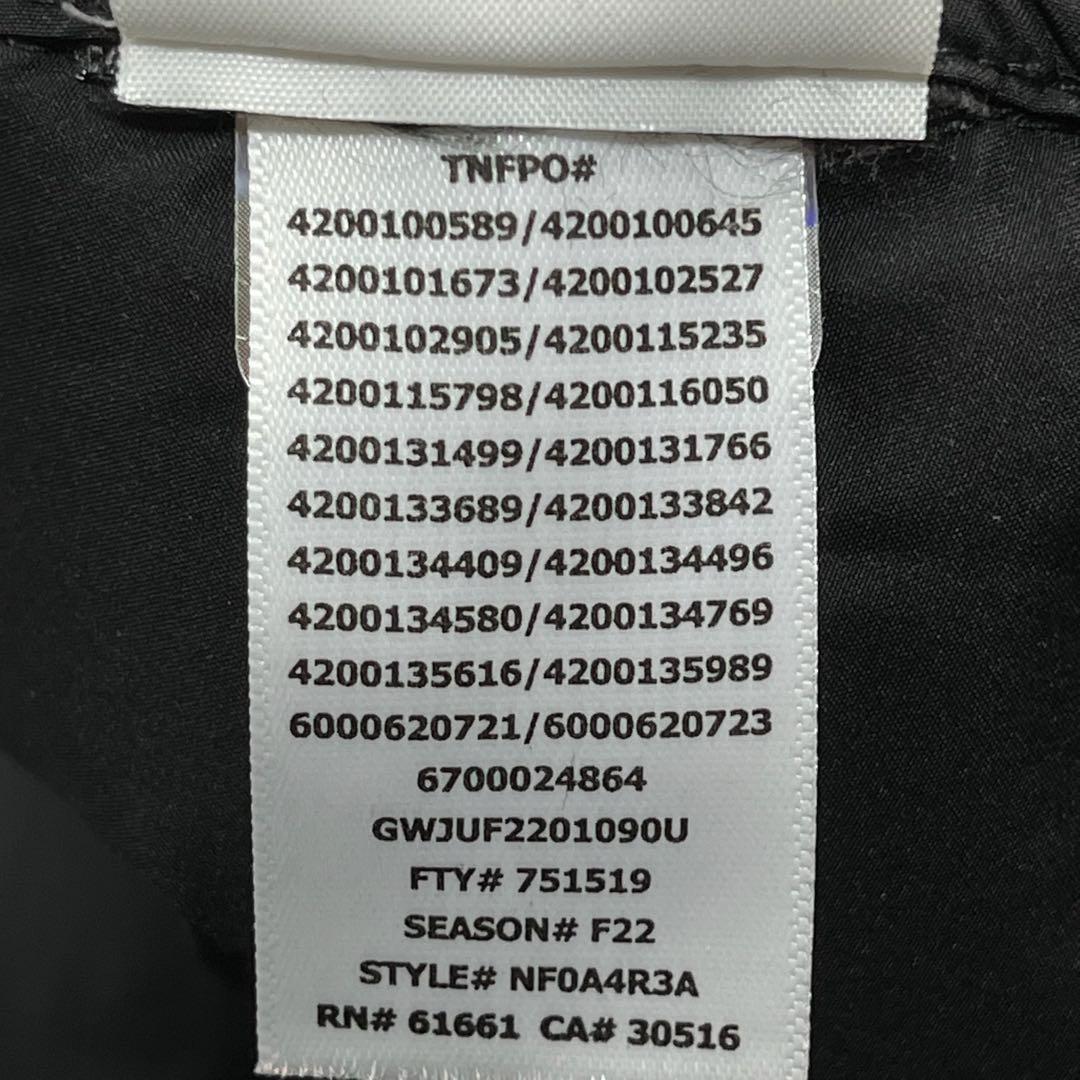 TNFPO#
4200100589/4200100645
4200101673/4200102527
4200102905/4200115235
4200115798/4200116050
4200131499/4200131766
4200133689/4200133842
4200134409/4200134496
4200134580/4200134769
4200135616/4200135989
6000620721/6000620723
6700024864
GWJUF2201090U
FTY# 751519
SEASON# F22
STYLE# NF0A4R3A
RN# 61661 CA# 30516